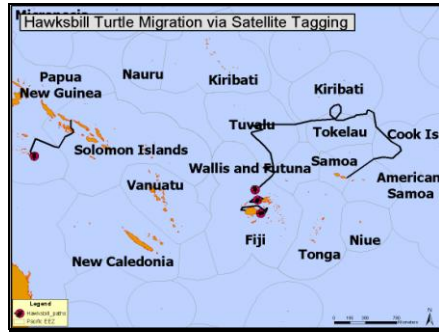 Hawksbill Turtle Migration via Satellite Tagging
Papua
New Guinea
Nauru
Kiribati
Kiribati
Tuvalu
Tokelau
Cook Is
Solomon Islands
Wallis and Futuna
Samoa
American
Samoa
Vanuatu
Fiji
Niue
Tonga
New Caledonia
Legend
Hawksbill_paths
Pacific EEZ